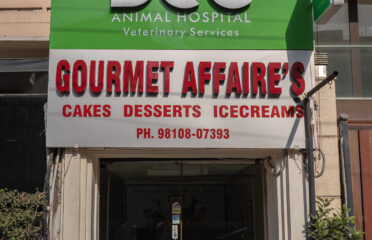 ANIMAL HOSPITAL
Veterinary Services
GOURMET AFFAIRE'S
CAKES DESSERTS ICECREAMS
PH. 98108-07393